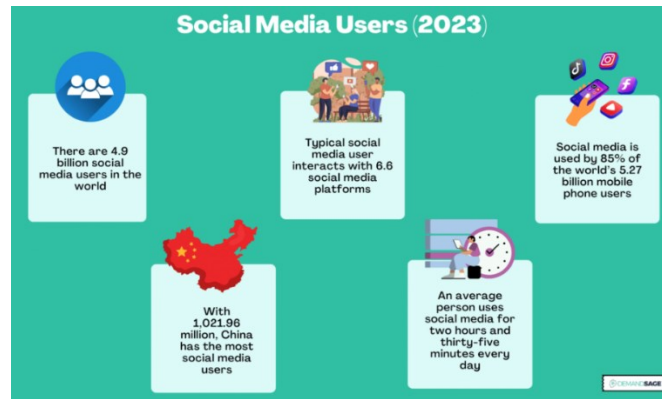 Social Media Users (2023)
There are 4.9
billion social
media users in the
world
Typical social
media user
interacts with 6.6
social media
platforms
Social media is
used by 85% of
the world's 5.27
billion mobile
phone users
With
1,021.96
million, China
has the most
social media
users
An average
person uses
social media for
two hours and
thirty-five
minutes every
day
DEMANDSAGE